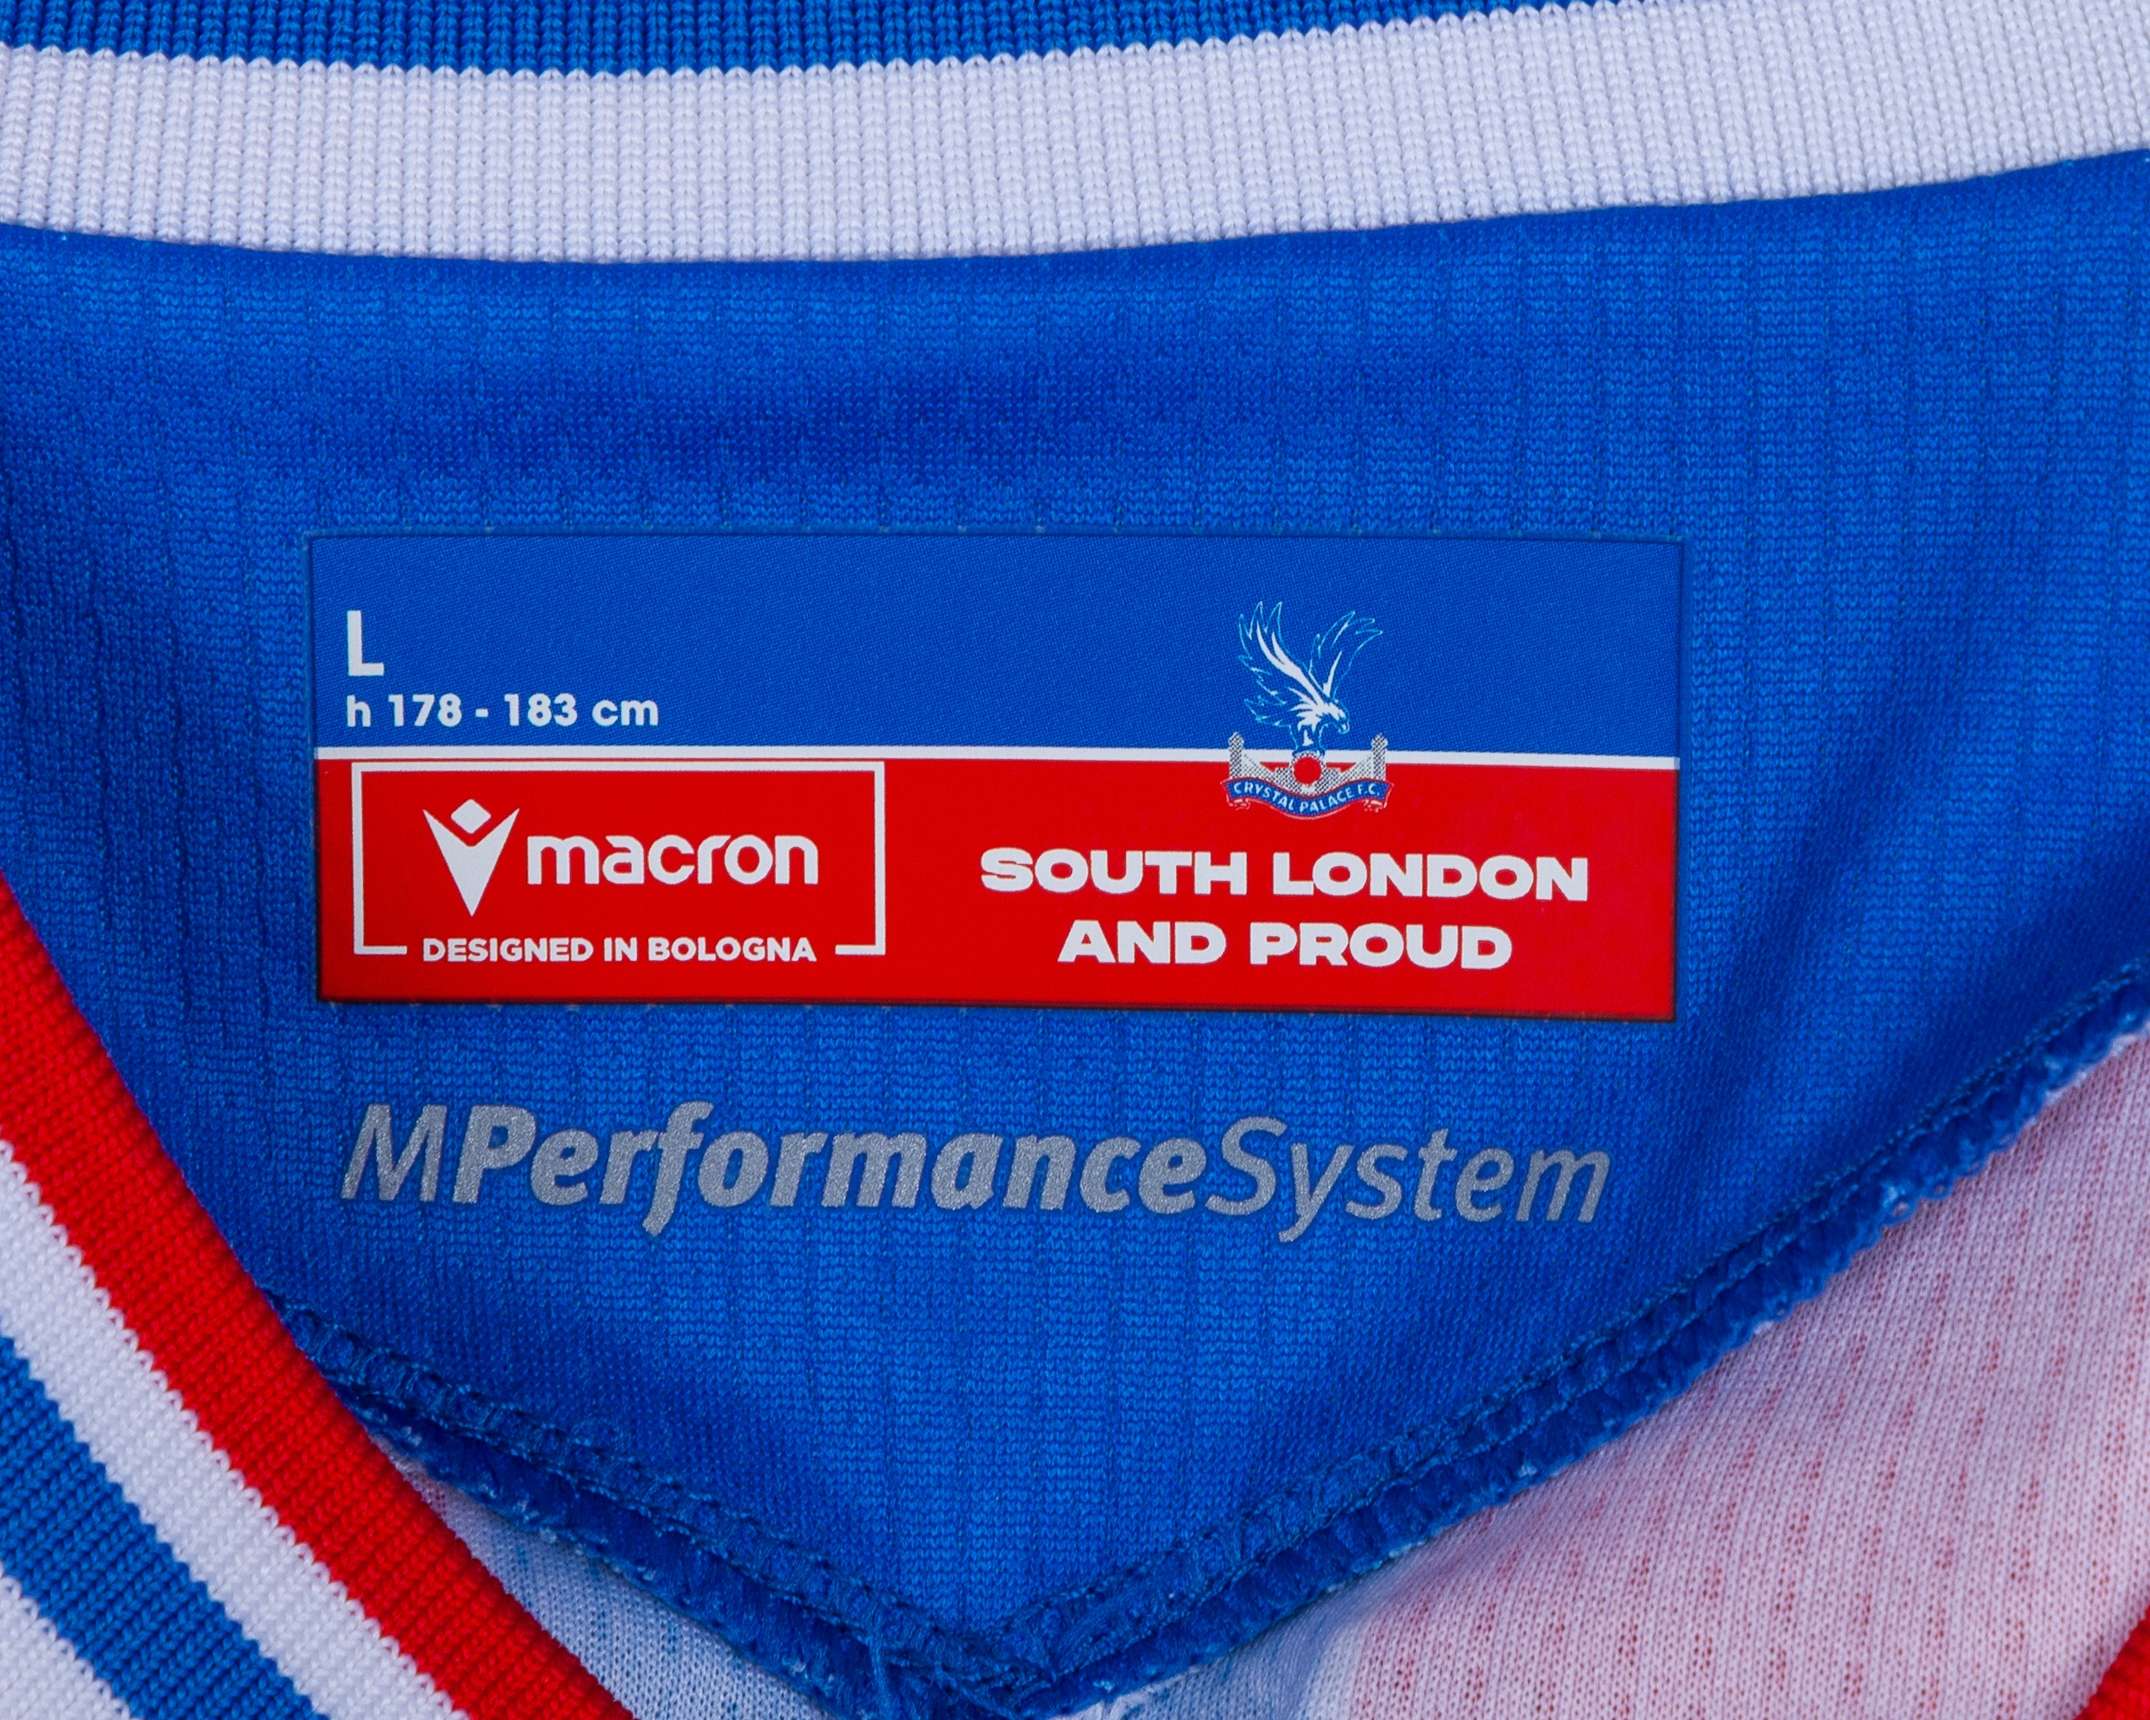 L
h 178 - 183 cm
macron
DESIGNED IN BOLOGNA
CRYSTAL PALACE F.C.
SOUTH LONDON
AND PROUD
MPerformanceSystem